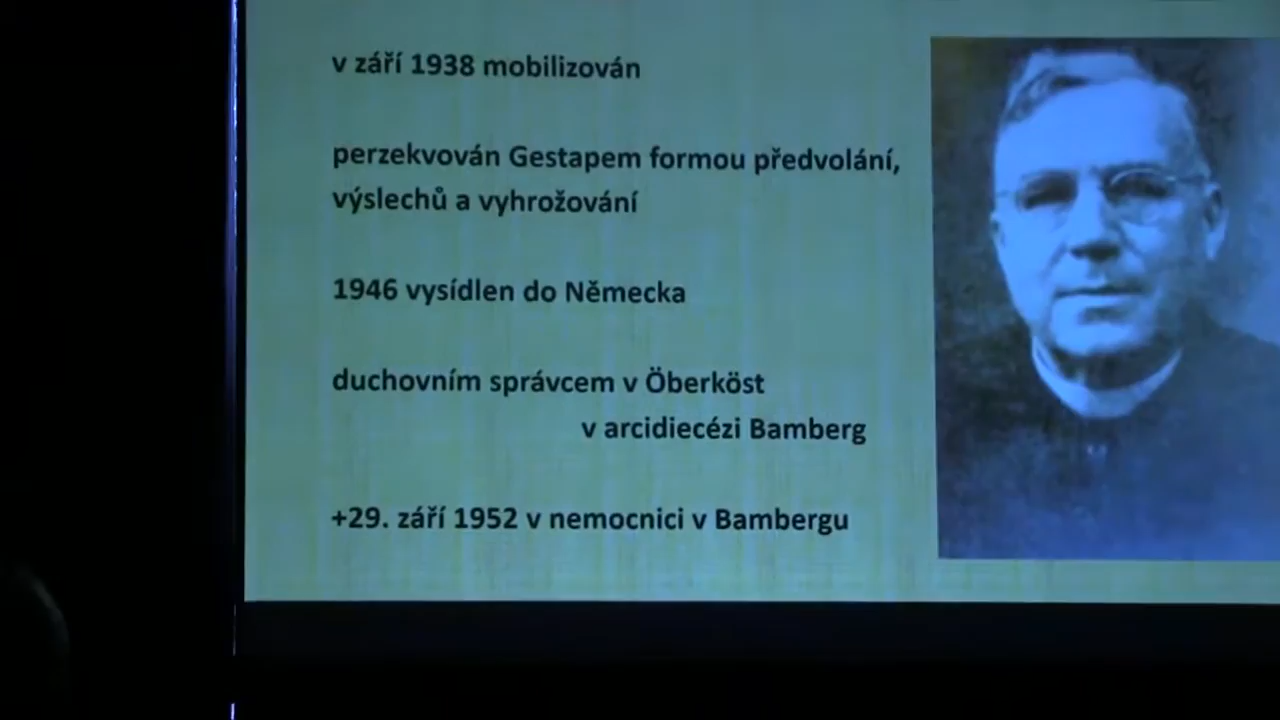 v září 1938 mobilizován
perzekvován Gestapem formou předvolání,
výslechů a vyhrožování
1946 vysídlen do Německa
duchovním správcem v Öberköst
v arcidiecézi Bamberg
+29. září 1952 v nemocnici v Bambergu